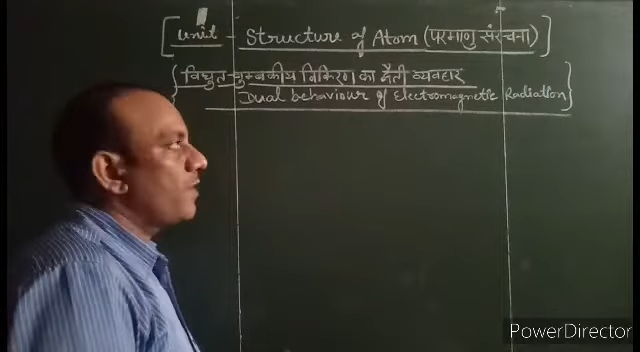 [unit - Structure of Atom (परमाणु संरचना)]
{विद्युत-चुम्बकीय विकिरण का द्वैती व्यवहार
Dual behaviour of Electromagnetic Radiation}
PowerDirector